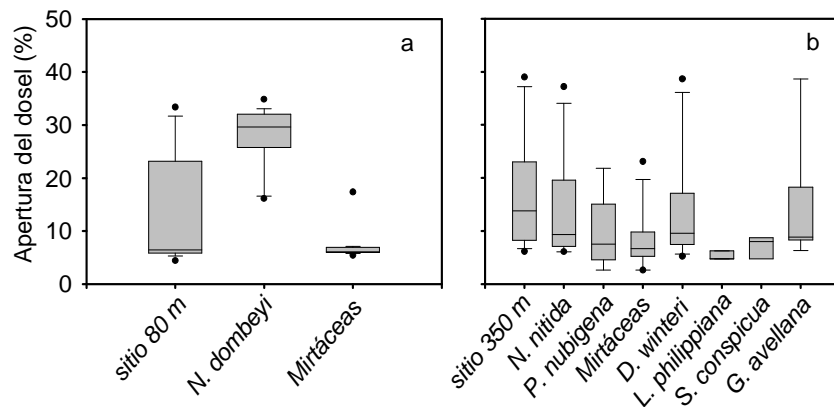 Apertura del dosel (%)
50
40
30
20
10
0
a
b
sitio 80 m
N. dombeyi
Mirtáceas
sitio 350 m
N. nitida
P. nubigena
Mirtáceas
D. winteri
L. philippiana
S. conspicua
G. avellana